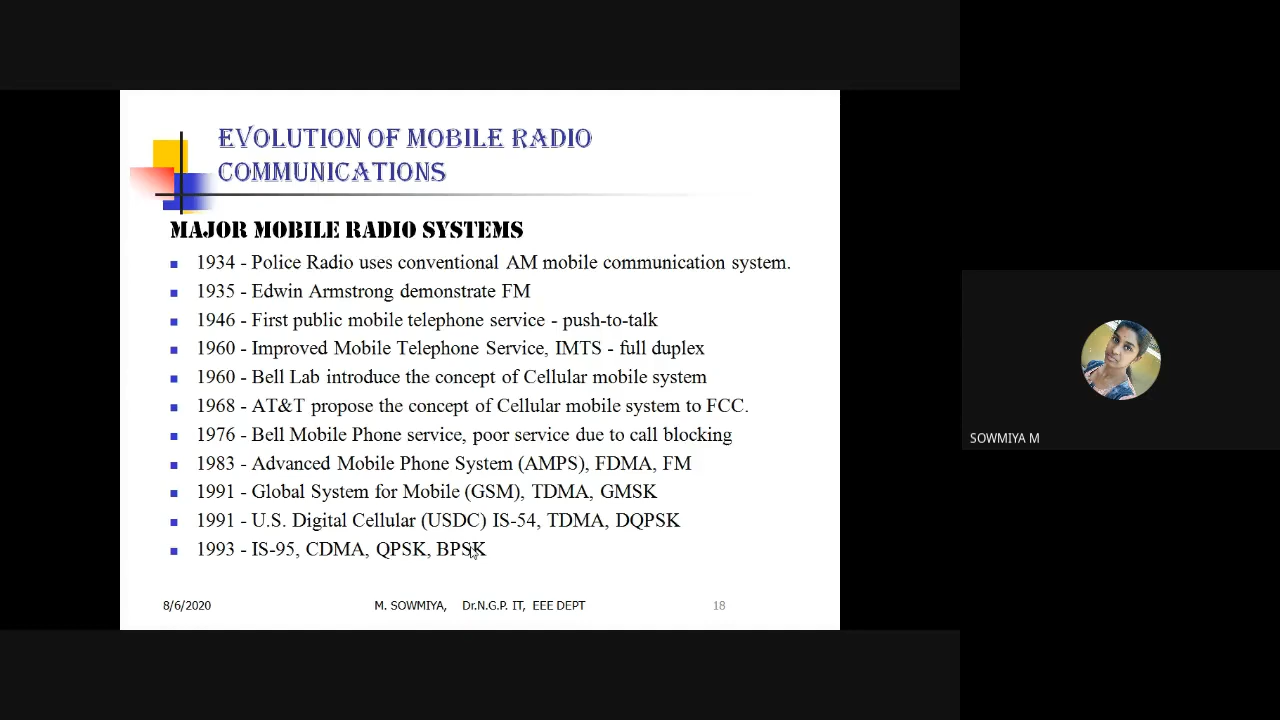 EVOLUTION OF MOBILE RADIO
COMMUNICATIONS
MAJOR MOBILE RADIO SYSTEMS
1934 - Police Radio uses conventional AM mobile communication system.
1935 - Edwin Armstrong demonstrate FM
1946 - First public mobile telephone service - push-to-talk
1960 - Improved Mobile Telephone Service, IMTS - full duplex
1960 - Bell Lab introduce the concept of Cellular mobile system
1968 - AT&T propose the concept of Cellular mobile system to FCC.
1976 - Bell Mobile Phone service, poor service due to call blocking
1983 - Advanced Mobile Phone System (AMPS), FDMA, FM
1991 - Global System for Mobile (GSM), TDMA, GMSK
1991 - U.S. Digital Cellular (USDC) IS-54, TDMA, DQPSK
1993 - IS-95, CDMA, QPSK, BPSK
8/6/2020 M. SOWMIYA, Dr.N.G.P. IT, EEE DEPT 18
SOWMIYA M